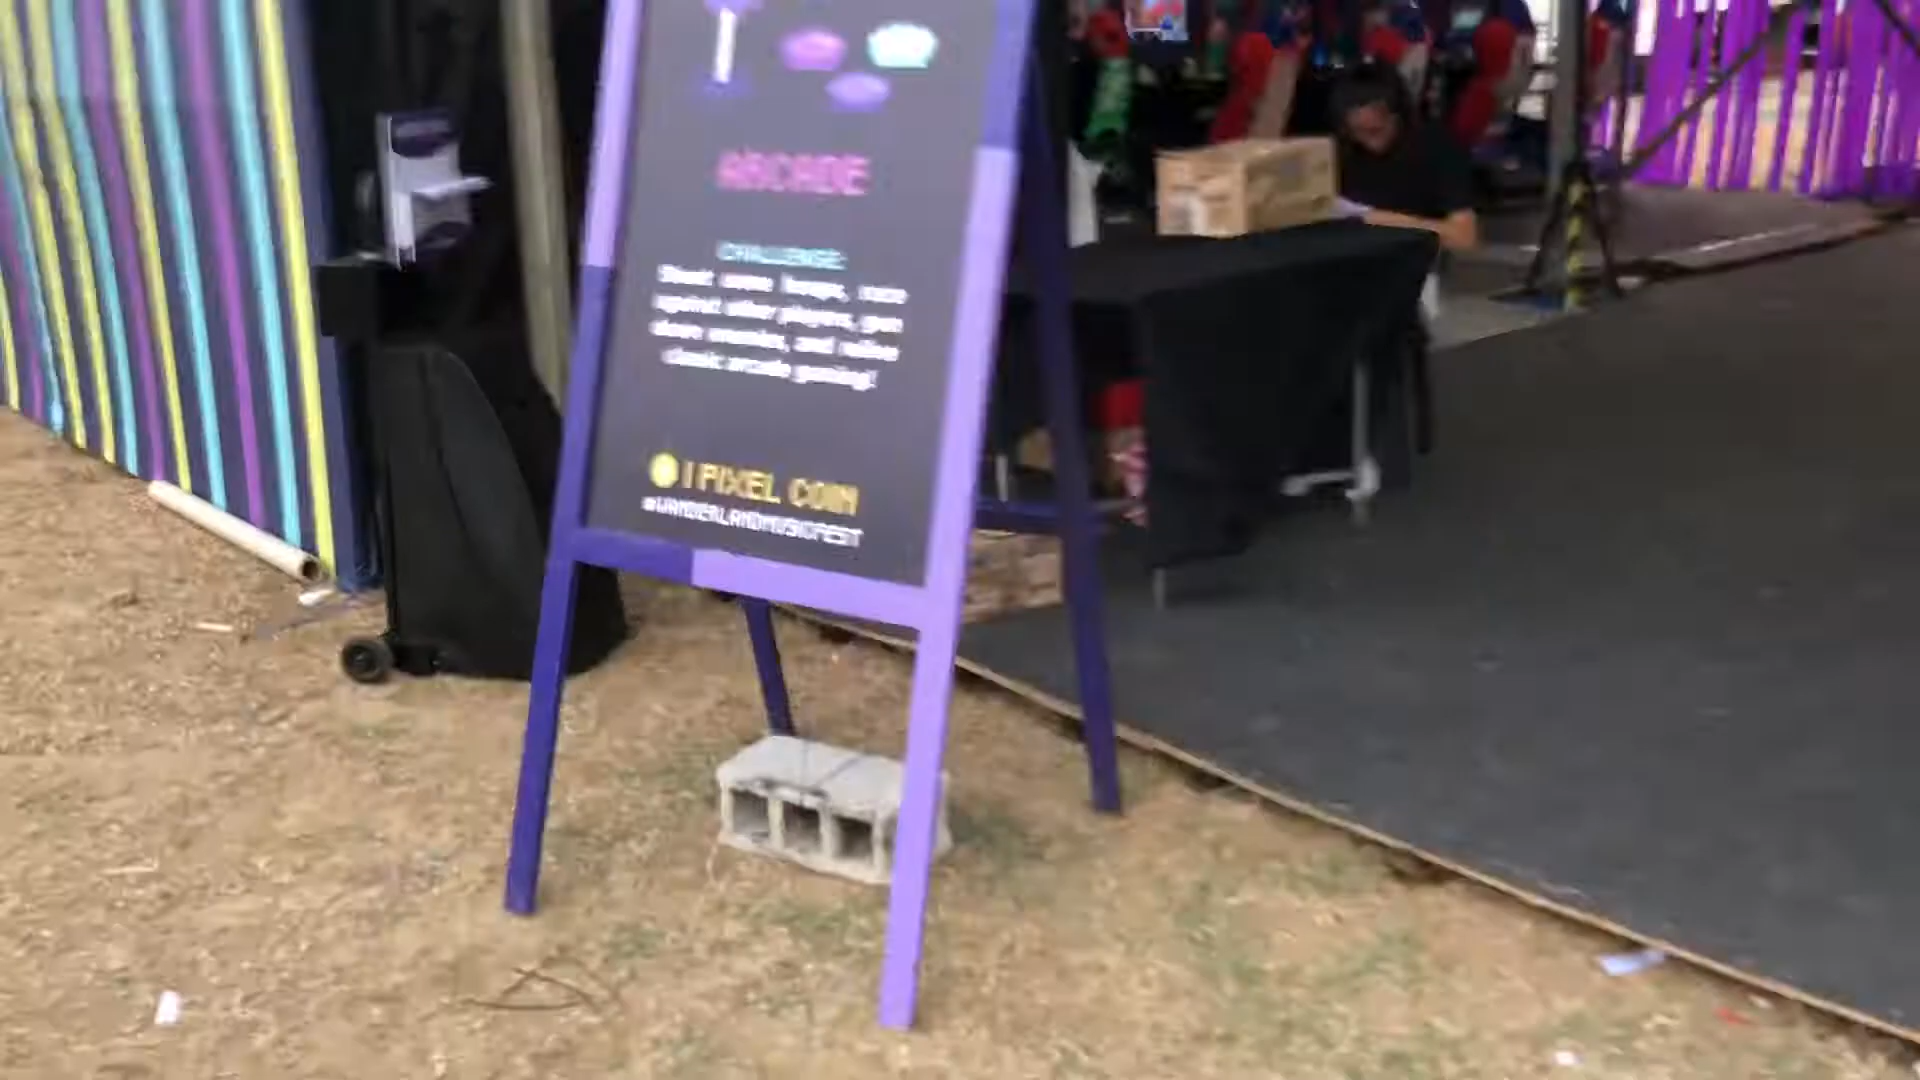 ARCADE
CHALLENGE:
Shoot some hoops, race
against other players, gun
down enemies, and relive
classic arcade gaming!
1 PIXEL COIN
#WANDERLANDMUSICFEST